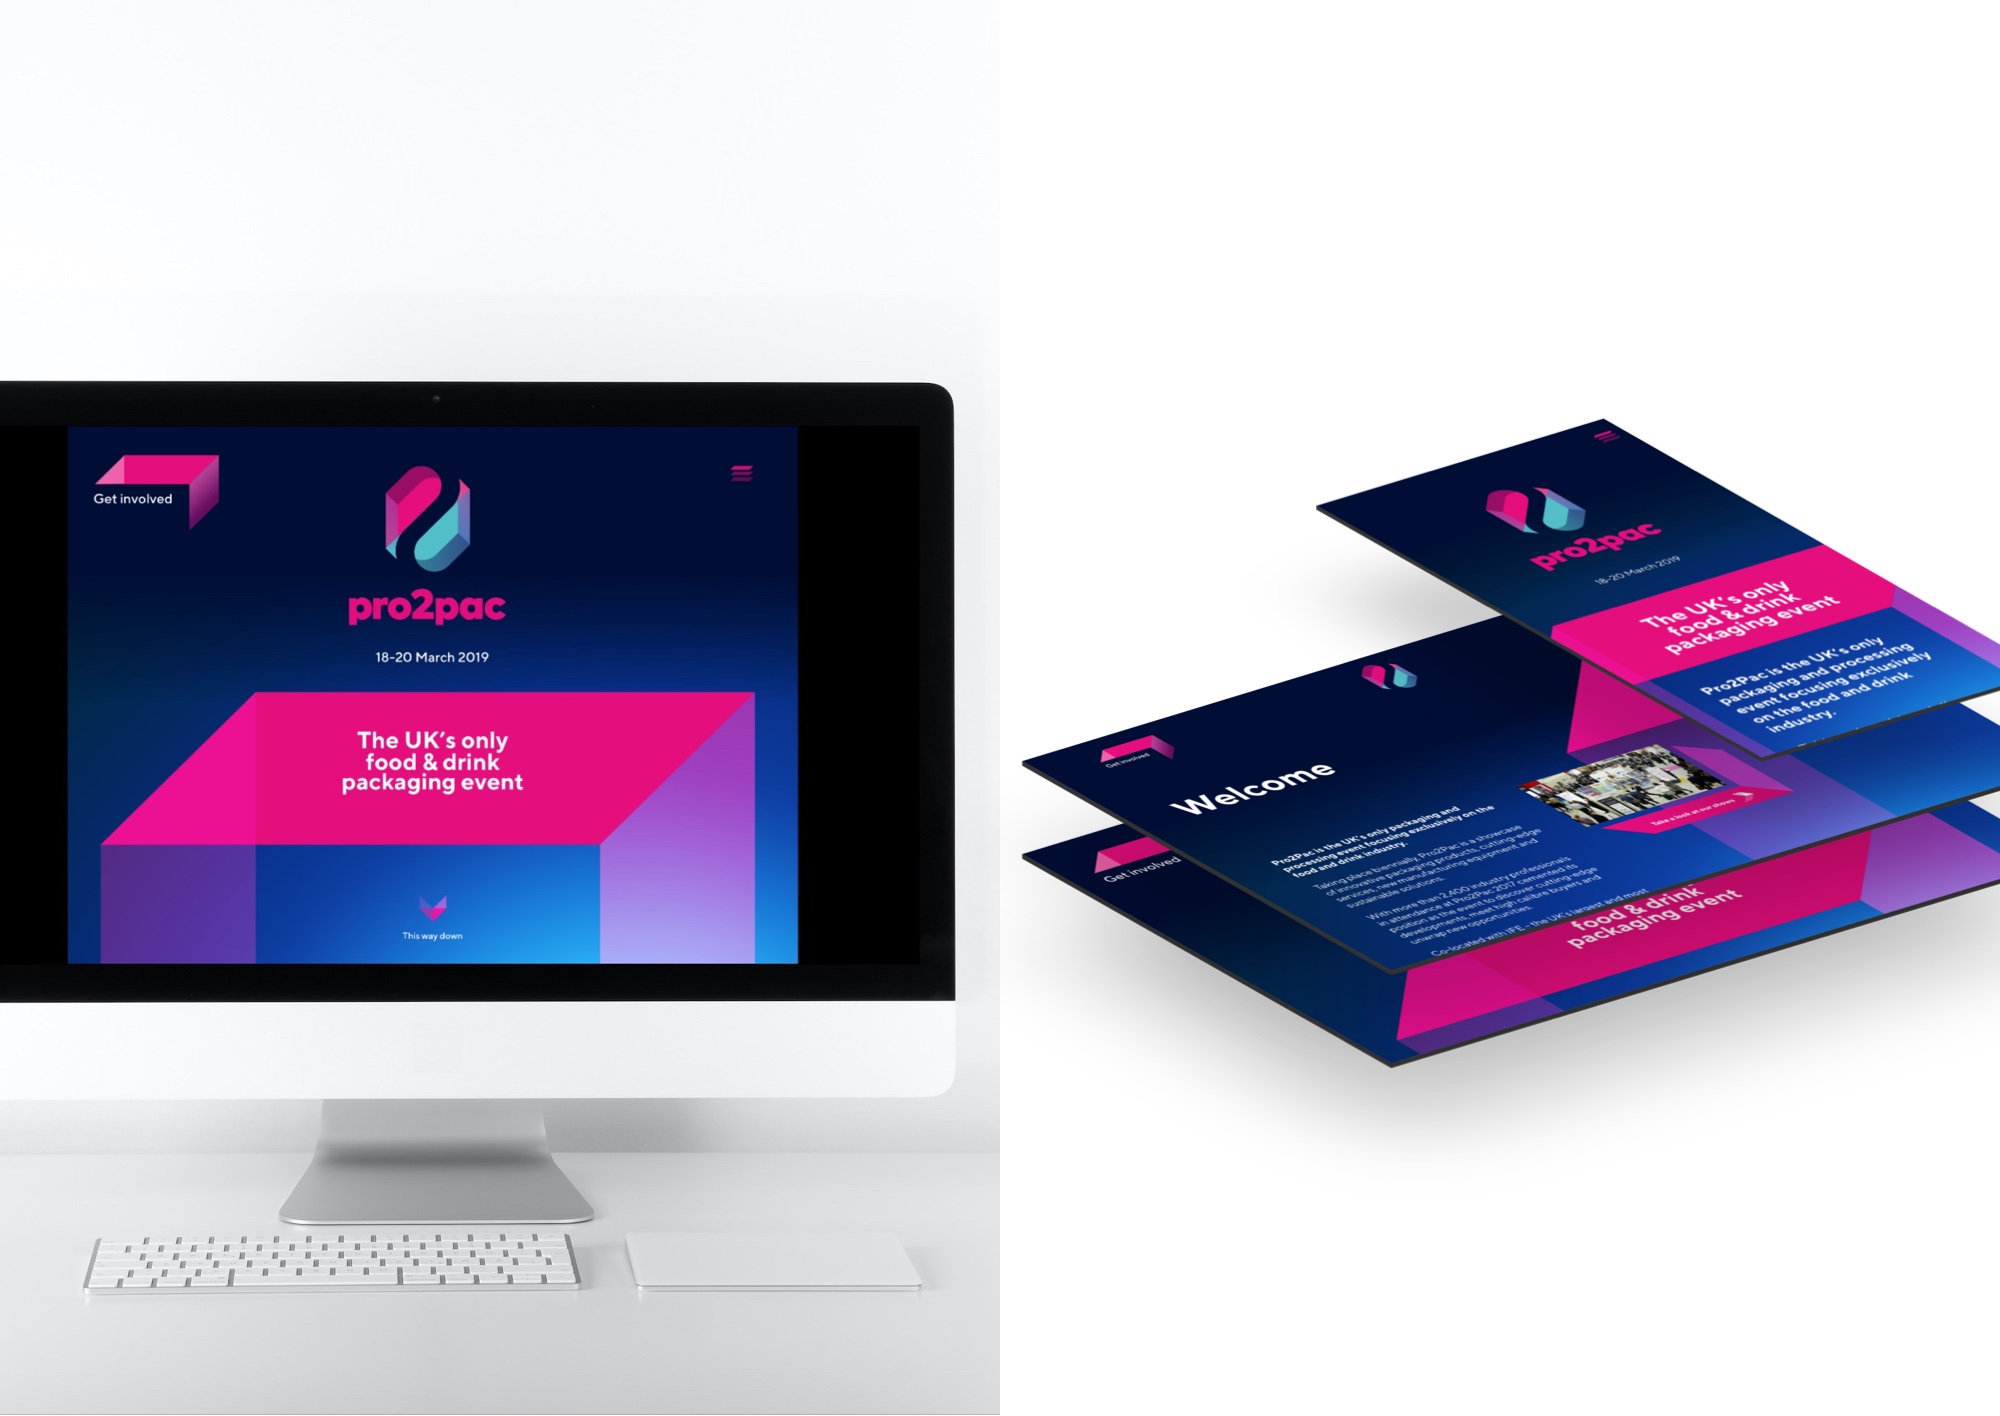 Get involved
pro2pac
18-20 March 2019
The UK's only
food & drink
packaging event
This way down
pro2pac
18-20 March 2019
The UK's only
food & drink
packaging event
Pro2Pac is the UK's only
packaging and processing
event focusing exclusively
on the food and drink
industry.
Get involved
Welcome
Pro2Pac is the UK's only packaging and
processing event focusing exclusively on the
food and drink industry.
Taking place biennially, Pro2Pac is a showcase
of innovative packaging products, cutting-edge
services, new manufacturing equipment and
sustainable solutions.
With more than 2,400 industry professionals
in attendance at Pro2Pac 2017 cemented its
position as the event to discover cutting-edge
developments, meet high calibre buyers and
unwrap new opportunities.
Co-located with IFE - the UK's largest and most
Take a look at our shows
Get involved
food & drink
packaging event